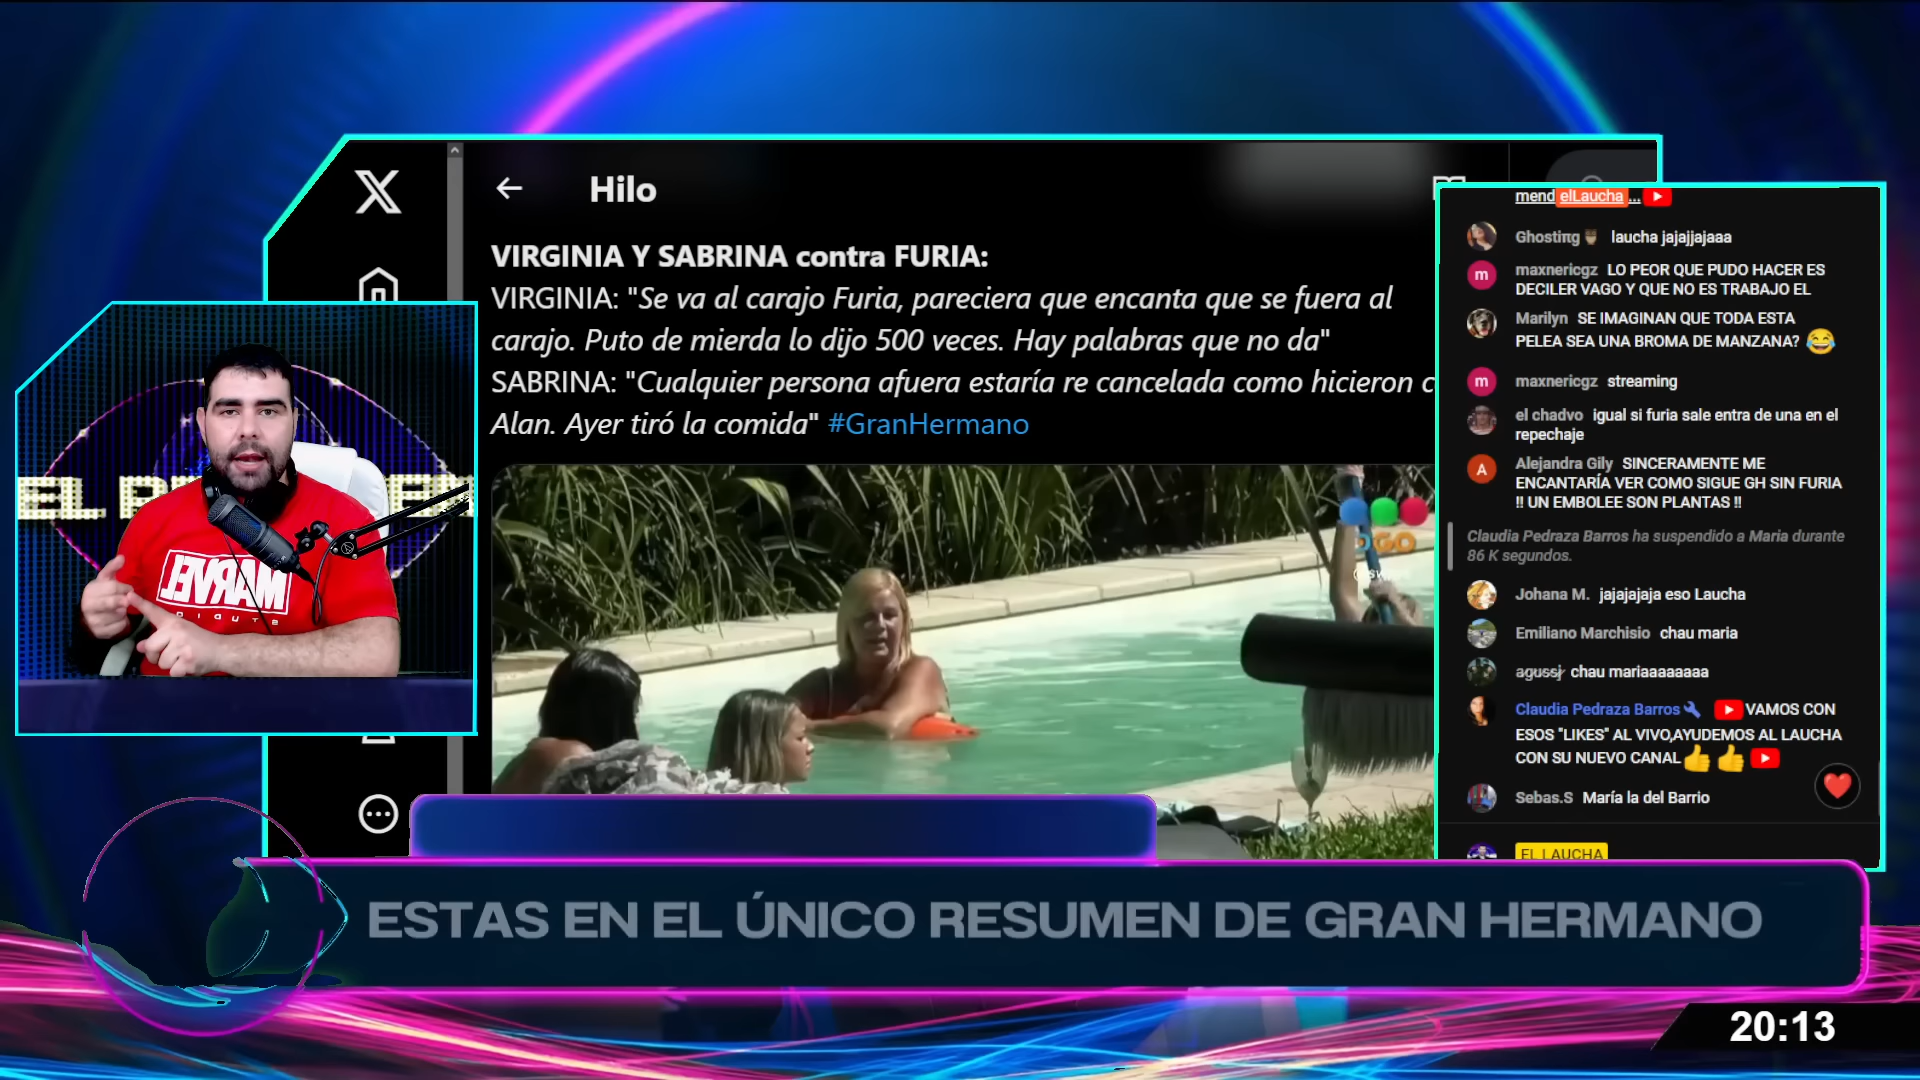 Hilo
VIRGINIA Y SABRINA contra FURIA:
VIRGINIA: "Se va al carajo Furia, pareciera que encanta que se fuera al
carajo. Puto de mierda lo dijo 500 veces. Hay palabras que no da"
SABRINA: "Cualquier persona afuera estaría re cancelada como hicieron c
Alan. Ayer tiró la comida" #GranHermano
DGO
EL
MARVEL
mend elLaucha ...
Ghosting laucha jajajjajaaa
m maxnericgz LO PEOR QUE PUDO HACER ES
DECILER VAGO Y QUE NO ES TRABAJO EL
Marilyn SE IMAGINAN QUE TODA ESTA
PELEA SEA UNA BROMA DE MANZANA? 😂
m maxnericgz streaming
el chadvo igual si furia sale entra de una en el
repechaje
A Alejandra Gily SINCERAMENTE ME
ENCANTARÍA VER COMO SIGUE GH SIN FURIA
!! UN EMBOLEE SON PLANTAS !!
Claudia Pedraza Barros ha suspendido a Maria durante
86 K segundos.
Johana M. jajajajaja eso Laucha
Emiliano Marchisio chau maria
agussj chau mariaaaaaaaa
Claudia Pedraza Barros VAMOS CON
ESOS "LIKES" AL VIVO,AYUDEMOS AL LAUCHA
CON SU NUEVO CANAL 👍 👍
Sebas.S María la del Barrio
EL LAUCHA
ESTAS EN EL ÚNICO RESUMEN DE GRAN HERMANO
20:13